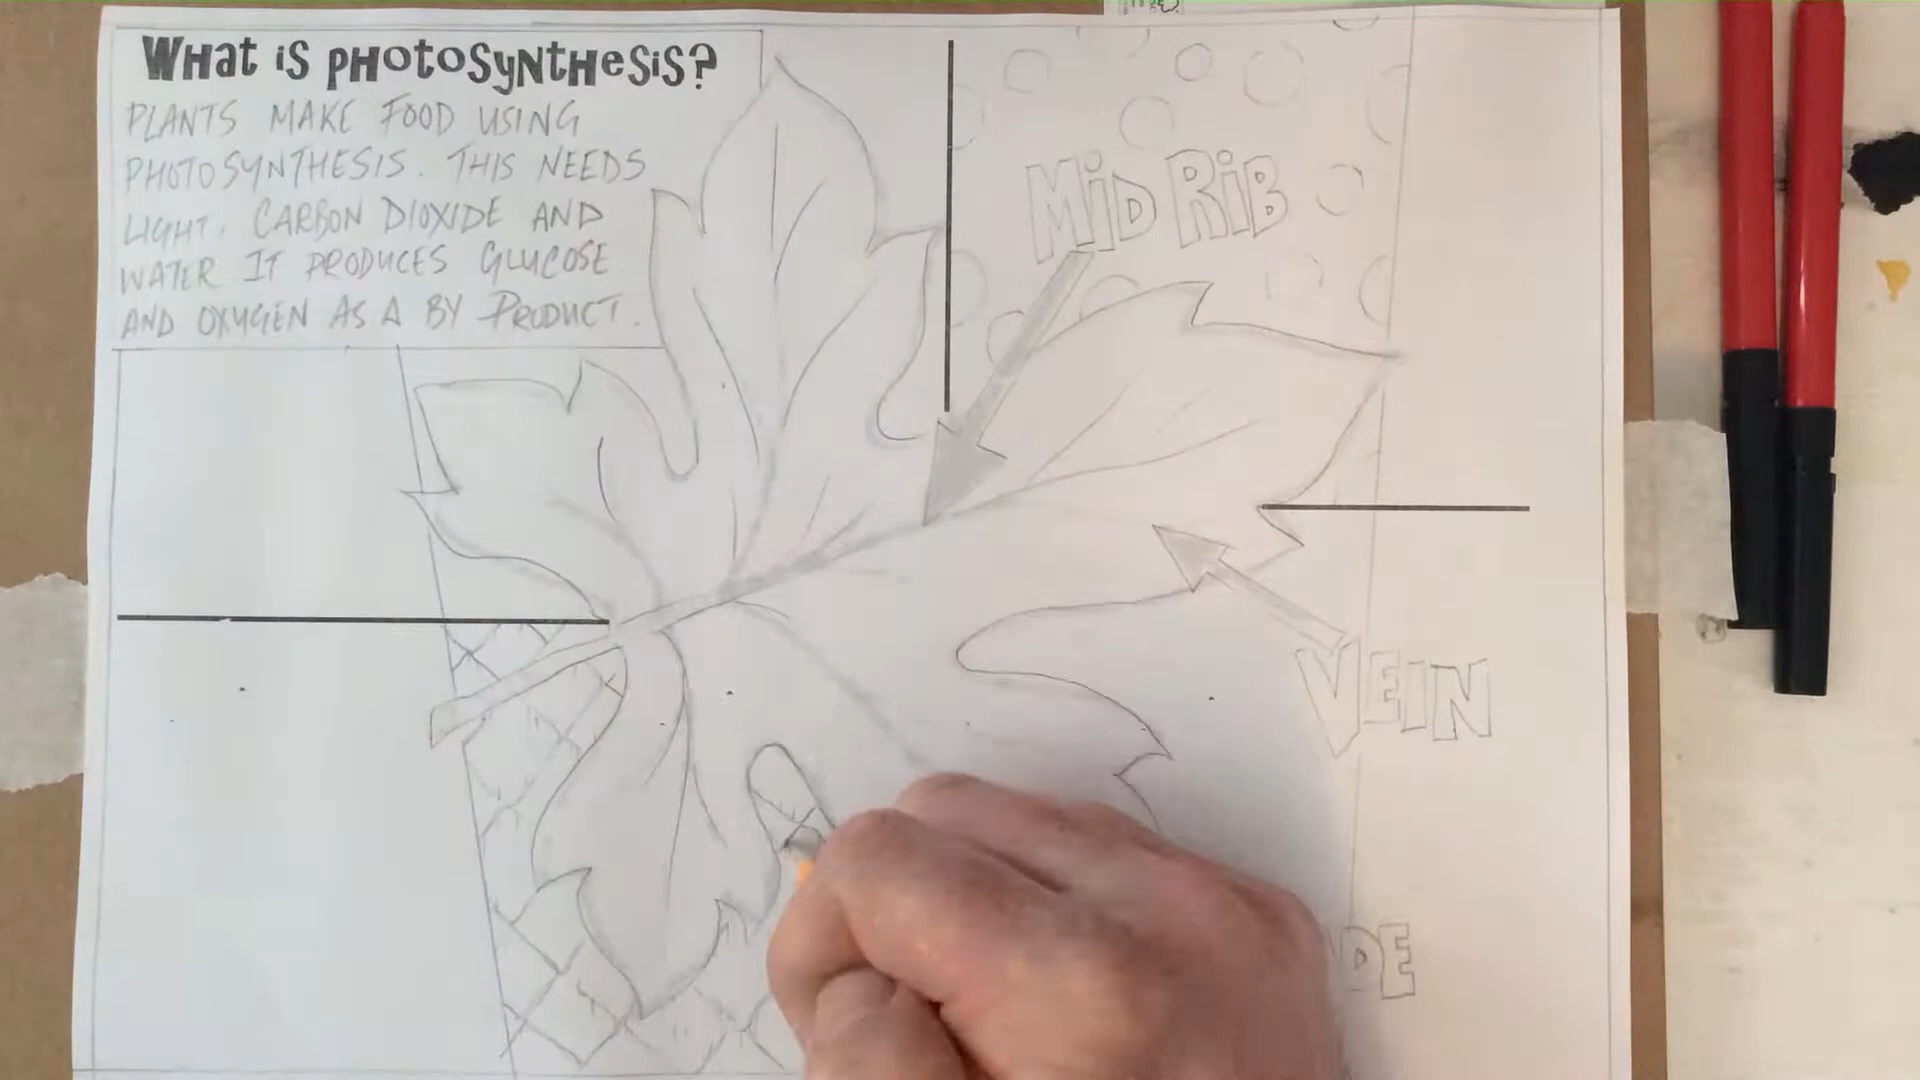 What is PHotoSyNtHeSiS?
PLANTS MAKE FOOD USING
PHOTOSYNTHESIS. THIS NEEDS
LIGHT, CARBON DIOXIDE AND
WATER IT PRODUCES GLUCOSE
AND OXYGEN AS A BY PRODUCT.
MiD RiB
VEIN
DE